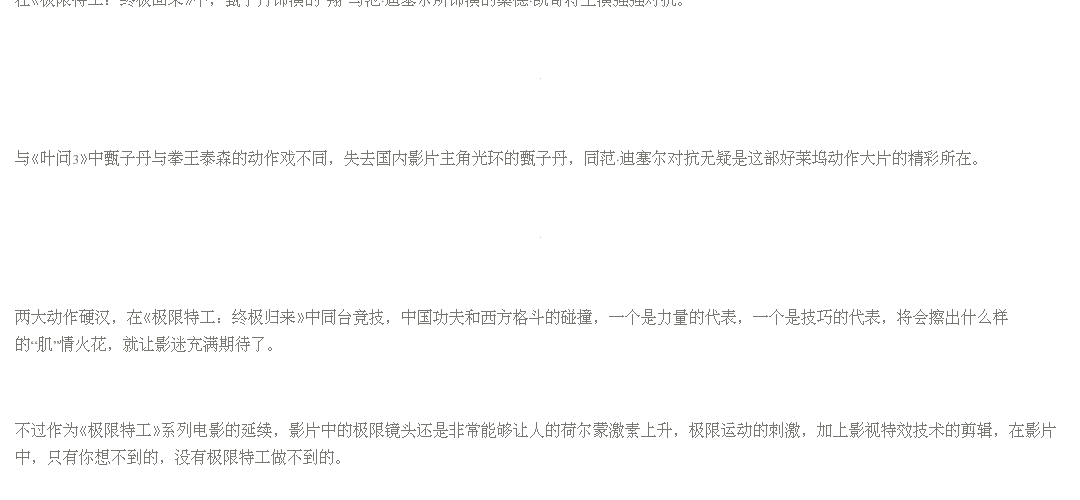 与《叶问3》中甄子丹与拳王泰森的动作戏不同，失去国内影片主角光环的甄子丹，同范·迪塞尔对抗无疑是这部好莱坞动作大片的精彩所在。
两大动作硬汉，在《极限特工：终极归来》中同台竞技，中国功夫和西方格斗的碰撞，一个是力量的代表，一个是技巧的代表，将会擦出什么样
的“肌”情火花，就让影迷充满期待了。
不过作为《极限特工》系列电影的延续，影片中的极限镜头还是非常能够让人的荷尔蒙激素上升，极限运动的刺激，加上影视特效技术的剪辑，在影片
中，只有你想不到的，没有极限特工做不到的。